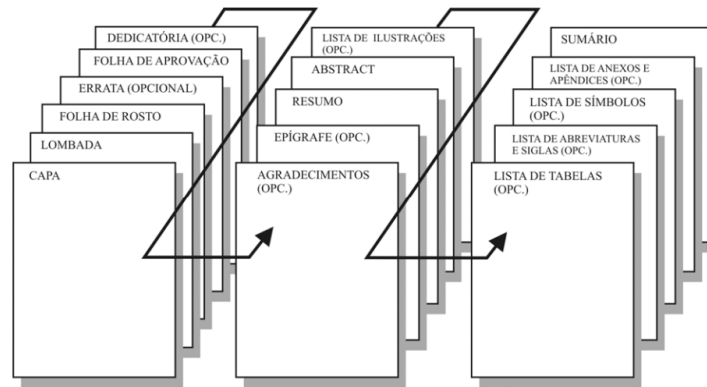 DEDICATÓRIA (OPC.)
FOLHA DE APROVAÇÃO
ERRATA (OPCIONAL)
FOLHA DE ROSTO
LOMBADA
CAPA
LISTA DE ILUSTRAÇÕES
(OPC.)
ABSTRACT
RESUMO
EPÍGRAFE (OPC.)
AGRADECIMENTOS
(OPC.)
SUMÁRIO
LISTA DE ANEXOS E
APÊNDICES (OPC.)
LISTA DE SÍMBOLOS
(OPC.)
LISTA DE ABREVIATURAS
E SIGLAS (OPC.)
LISTA DE TABELAS
(OPC.)